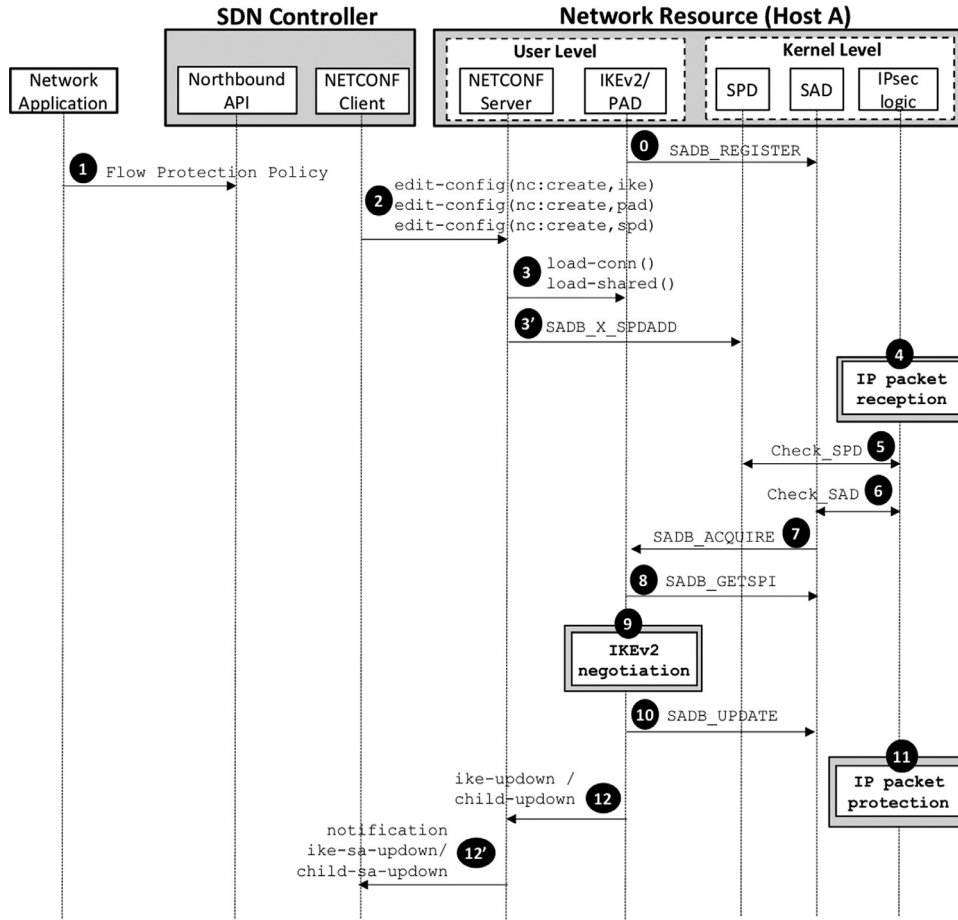 SDN Controller
Network Resource (Host A)
User Level
Kernel Level
Network
Application
Northbound
API
NETCONF
Client
NETCONF
Server
IKEv2/
PAD
SPD
SAD
IPsec
logic
0 SADB_REGISTER
1 Flow Protection Policy
2
edit-config(nc:create,ike)
edit-config(nc:create,pad)
edit-config(nc:create,spd)
3
load-conn()
load-shared()
3' SADB_X_SPDADD
4
IP packet
reception
Check_SPD 5
Check_SAD 6
SADB_ACQUIRE 7
8 SADB_GETSPI
9
IKEv2
negotiation
10 SADB_UPDATE
11
IP packet
protection
ike-updown /
child-updown 12
notification
ike-sa-updown/ 12'
child-sa-updown